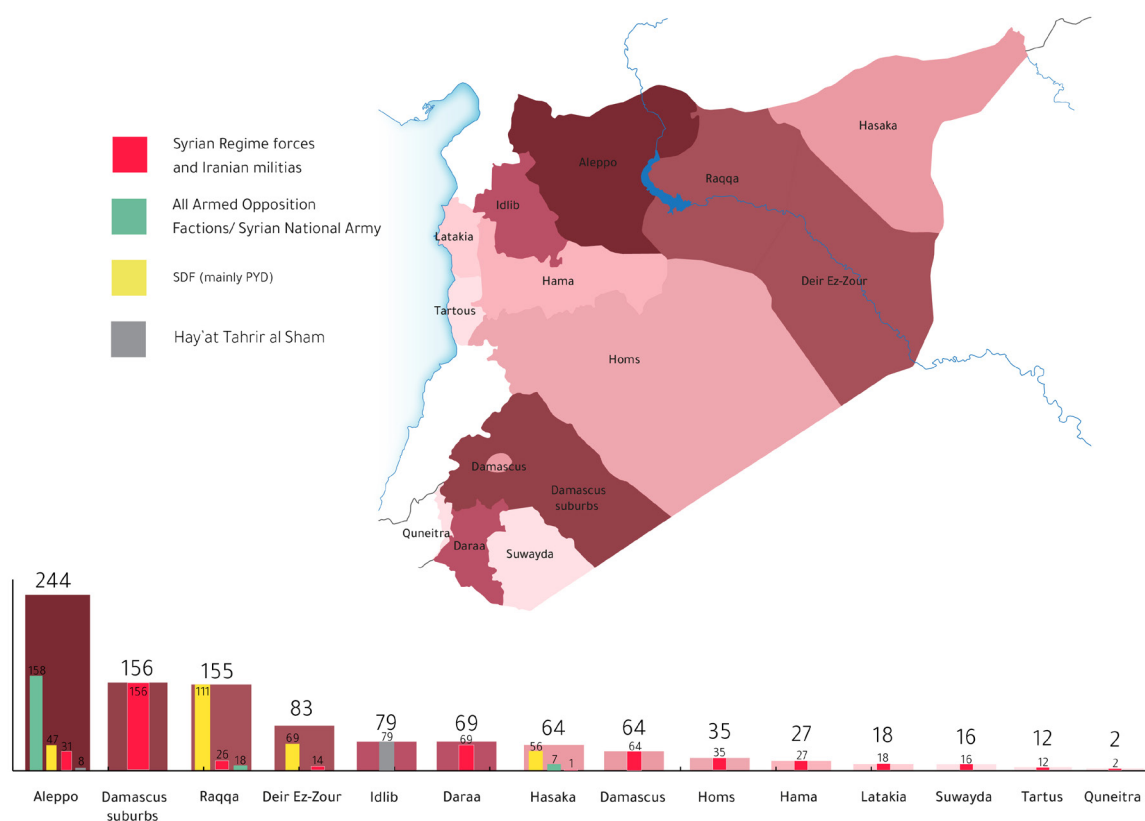 Syrian Regime forces
and Iranian militias
All Armed Opposition
Factions/ Syrian National Army
SDF (mainly PYD)
Hay`at Tahrir al Sham
Hasaka
Aleppo
Raqqa
Idlib
Latakia
Hama
Deir Ez-Zour
Tartous
Homs
Damascus
Damascus
suburbs
Quneitra
Daraa
Suwayda
244
158
47
31
8
156
156
155
111
26
18
83
69
14
79
79
69
69
64
56
7
1
64
64
35
35
27
27
18
18
16
16
12
12
2
2
Aleppo
Damascus
suburbs
Raqqa
Deir Ez-Zour
Idlib
Daraa
Hasaka
Damascus
Homs
Hama
Latakia
Suwayda
Tartus
Quneitra